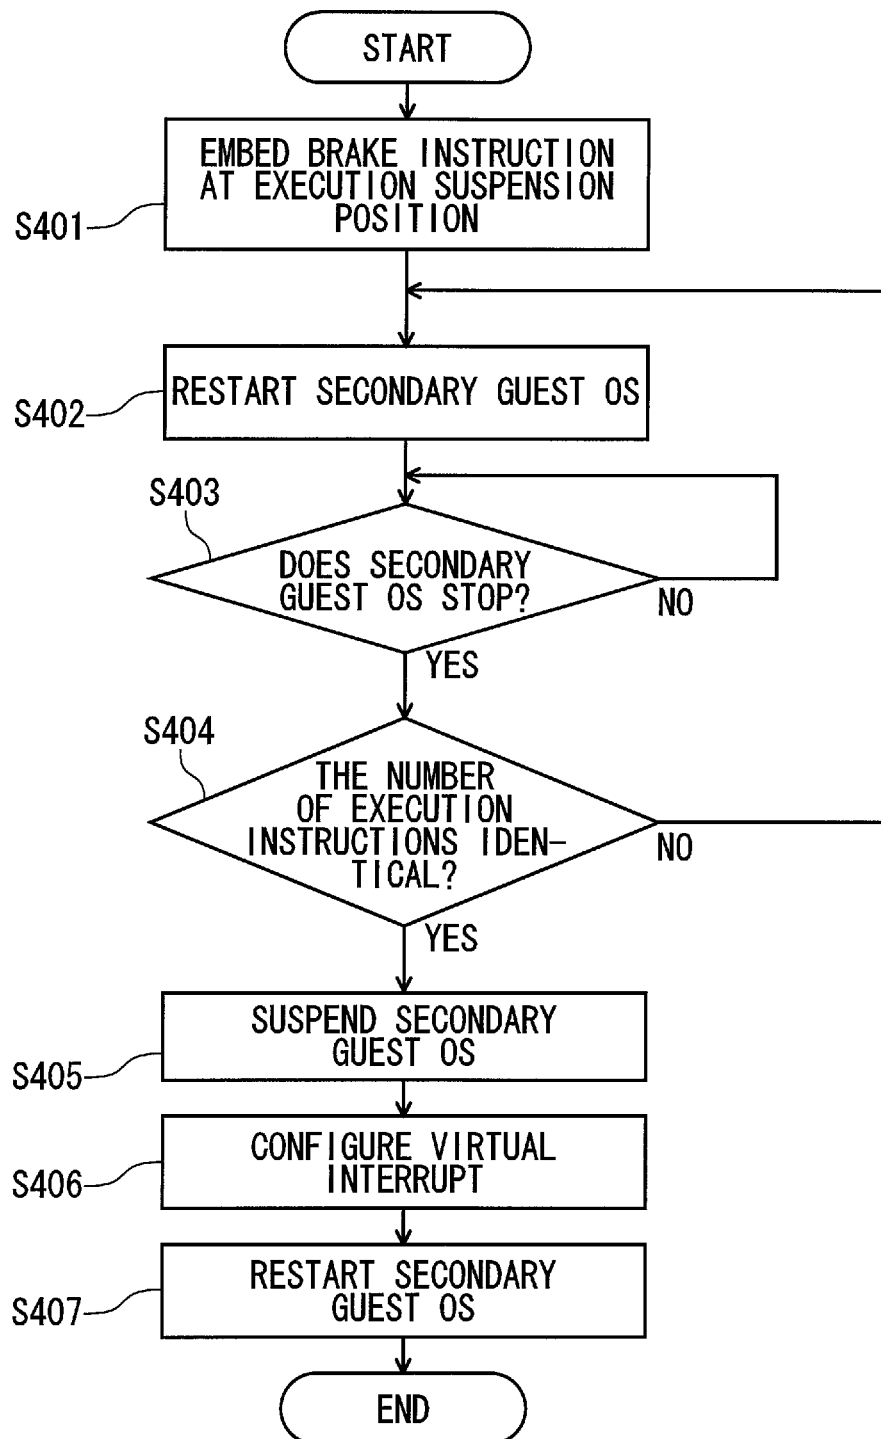 START
EMBED BRAKE INSTRUCTION
AT EXECUTION SUSPENSION
POSITION
S401
RESTART SECONDARY GUEST OS
S402
S403
DOES SECONDARY
GUEST OS STOP?
NO
YES
S404
THE NUMBER
OF EXECUTION
INSTRUCTIONS IDEN-
TICAL?
NO
YES
SUSPEND SECONDARY
GUEST OS
S405
CONFIGURE VIRTUAL
INTERRUPT
S406
RESTART SECONDARY
GUEST OS
S407
END